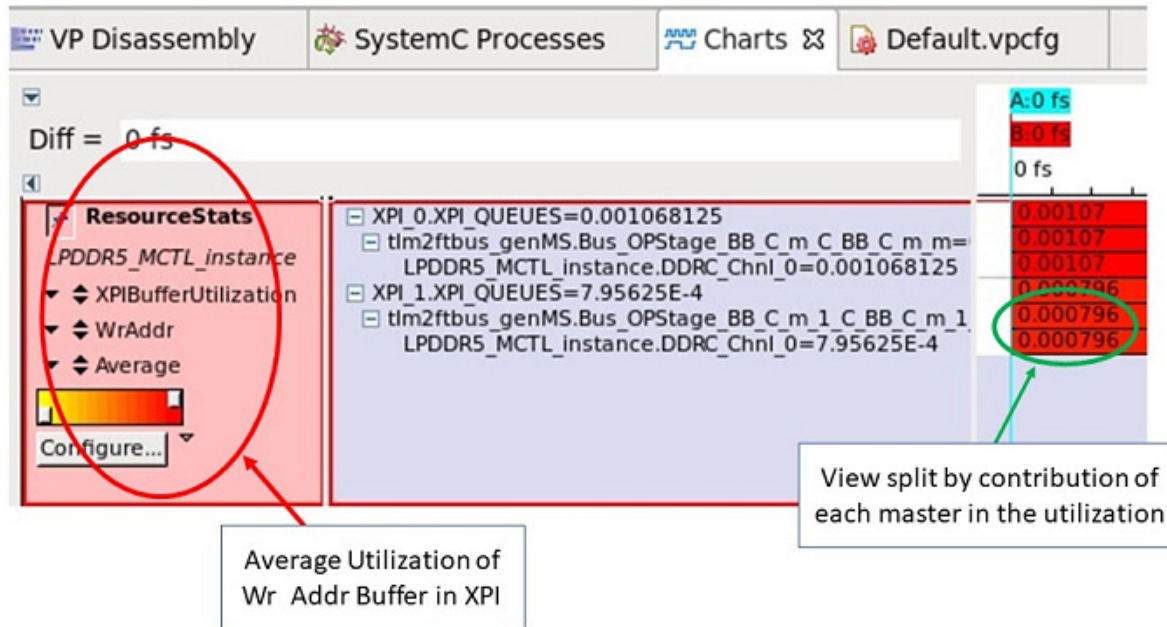 VP Disassembly
SystemC Processes
Charts
Default.vpcfg
Diff = 0 fs
A:0 fs
B:0 fs
0 fs
ResourceStats
LPDDR5_MCTL_instance
XPIBufferUtilization
WrAddr
Average
Configure...
XPI_0.XPI_QUEUES=0.001068125
tlm2ftbus_genMS.Bus_OPStage_BB_C_m_C_BB_C_m_m=
LPDDR5_MCTL_instance.DDRC_Chnl_0=0.001068125
XPI_1.XPI_QUEUES=7.95625E-4
tlm2ftbus_genMS.Bus_OPStage_BB_C_m_1_C_BB_C_m_1_
LPDDR5_MCTL_instance.DDRC_Chnl_0=7.95625E-4
0.00107
0.00107
0.00107
0.000796
0.000796
0.000796
View split by contribution of
each master in the utilization
Average Utilization of
Wr Addr Buffer in XPI